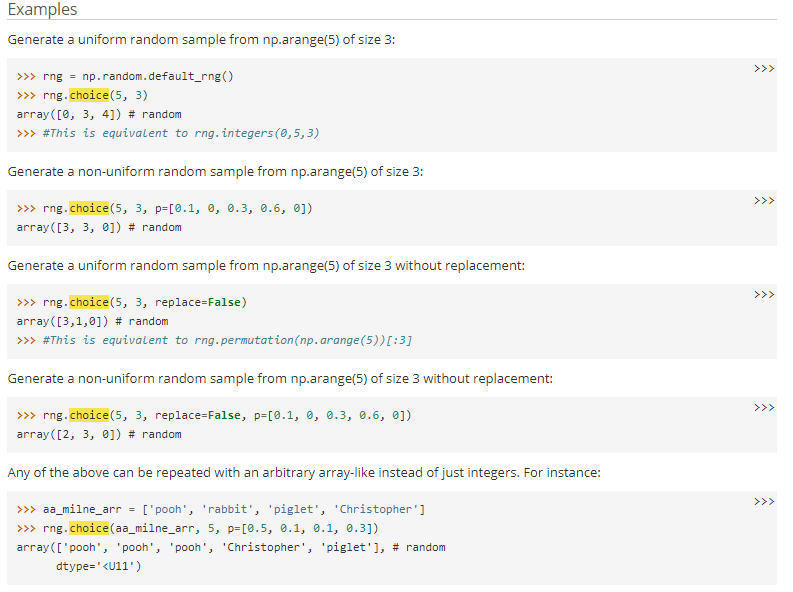 Examples
Generate a uniform random sample from np.arange(5) of size 3:
>>>
>>> rng = np.random.default_rng()
>>> rng.choice(5, 3)
array([0, 3, 4]) # random
>>> #This is equivalent to rng.integers(0,5,3)
Generate a non-uniform random sample from np.arange(5) of size 3:
>>>
>>> rng.choice(5, 3, p=[0.1, 0, 0.3, 0.6, 0])
array([3, 3, 0]) # random
Generate a uniform random sample from np.arange(5) of size 3 without replacement:
>>>
>>> rng.choice(5, 3, replace=False)
array([3,1,0]) # random
>>> #This is equivalent to rng.permutation(np.arange(5))[:3]
Generate a non-uniform random sample from np.arange(5) of size 3 without replacement:
>>>
>>> rng.choice(5, 3, replace=False, p=[0.1, 0, 0.3, 0.6, 0])
array([2, 3, 0]) # random
Any of the above can be repeated with an arbitrary array-like instead of just integers. For instance:
>>>
>>> aa_milne_arr = ['pooh', 'rabbit', 'piglet', 'Christopher']
>>> rng.choice(aa_milne_arr, 5, p=[0.5, 0.1, 0.1, 0.3])
array(['pooh', 'pooh', 'pooh', 'Christopher', 'piglet'], # random
      dtype='<U11')